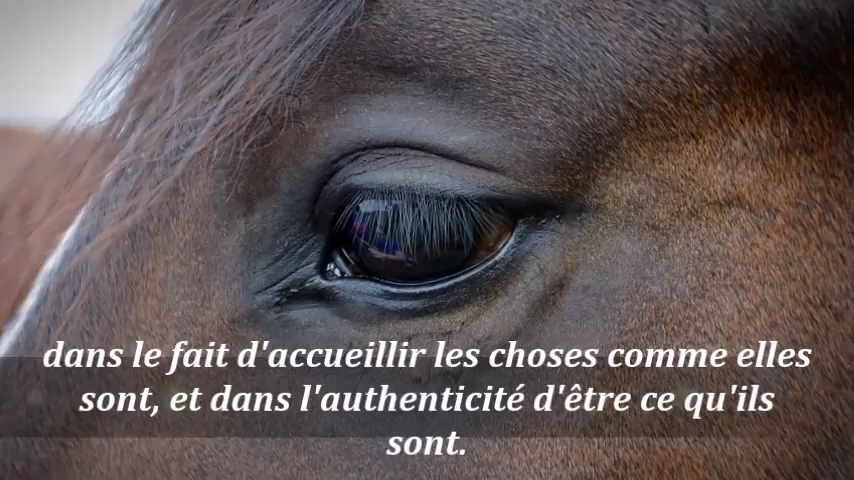 dans le fait d'accueillir les choses comme elles
sont, et dans l'authenticité d'être ce qu'ils
sont.